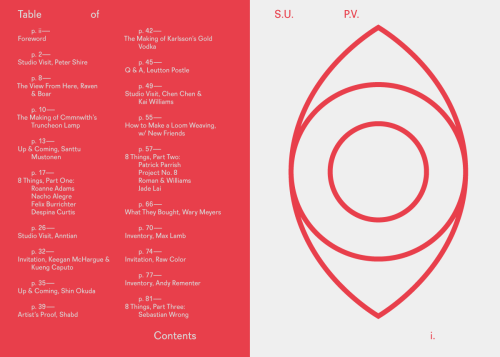 Table of
p. ii—
Foreword
p. 2—
Studio Visit, Peter Shire
p. 8—
The View From Here, Raven
& Boar
p. 10—
The Making of Cmmnwlth's
Truncheon Lamp
p. 13—
Up & Coming, Santtu
Mustonen
p. 17—
8 Things, Part One:
Roanne Adams
Nacho Alegre
Felix Burrichter
Despina Curtis
p. 26—
Studio Visit, Anntian
p. 32—
Invitation, Keegan McHargue &
Kueng Caputo
p. 35—
Up & Coming, Shin Okuda
p. 39—
Artist's Proof, Shabd
p. 42—
The Making of Karlsson's Gold
Vodka
p. 45—
Q & A, Leutton Postle
p. 49—
Studio Visit, Chen Chen &
Kai Williams
p. 55—
How to Make a Loom Weaving,
w/ New Friends
p. 57—
8 Things, Part Two:
Patrick Parrish
Project No. 8
Roman & Williams
Jade Lai
p. 66—
What They Bought, Wary Meyers
p. 70—
Inventory, Max Lamb
p. 74—
Invitation, Raw Color
p. 77—
Inventory, Andy Rementer
p. 81—
8 Things, Part Three:
Sebastian Wrong
Contents
S.U. P.V.
i.